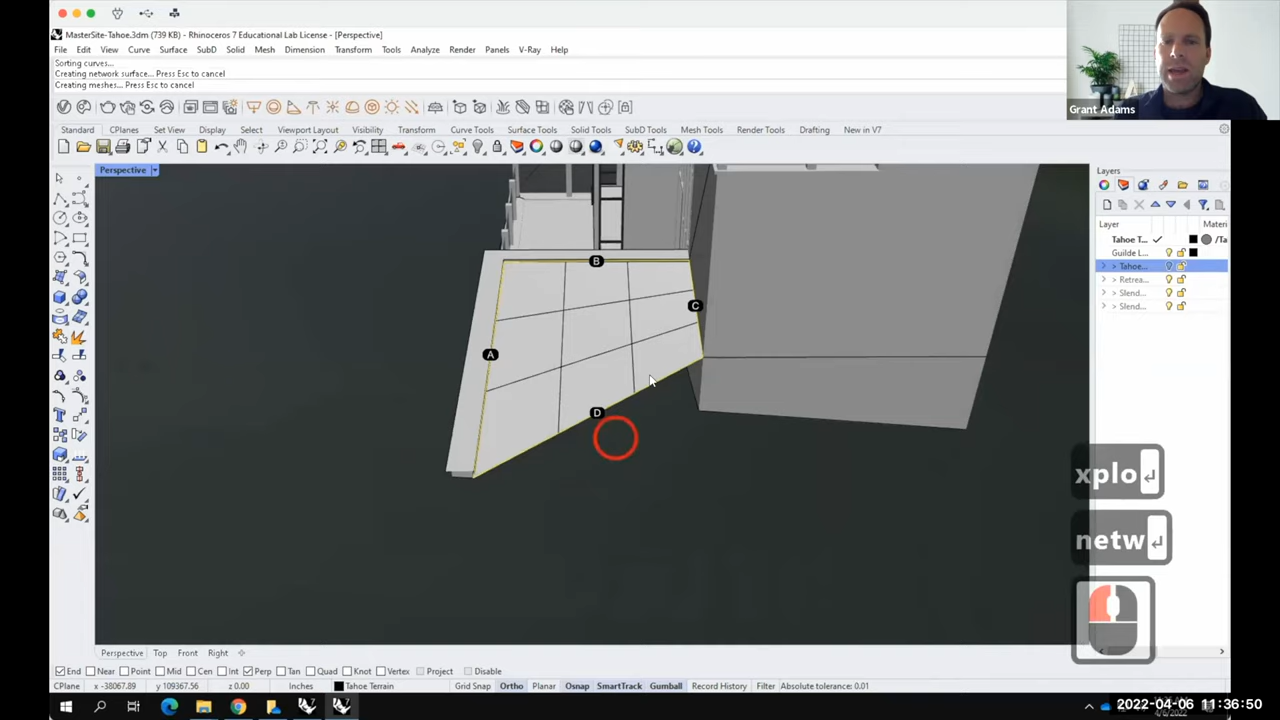 MasterSite-Tahoe.3dm (739 KB) - Rhinoceros 7 Educational Lab License - [Perspective]
File Edit View Curve Surface SubD Solid Mesh Dimension Transform Tools Analyze Render Panels V-Ray Help
Sorting curves...
Creating network surface... Press Esc to cancel
Creating meshes... Press Esc to cancel
Grant Adams
Standard CPlanes Set View Display Select Viewport Layout Visibility Transform Curve Tools Surface Tools Solid Tools SubD Tools Mesh Tools Render Tools Drafting New in V7
Perspective
Layers
Layer Materi
Tahoe T... /Ta
Guilde L...
> Tahoe...
> Retrea...
> Slend...
> Slend...
B
C
A
D
xplo
netw
Perspective Top Front Right
End Near Point Mid Cen Int Perp Tan Quad Knot Vertex Project Disable
CPlane x -38067.89 y 109367.56 z 0.00 Inches Tahoe Terrain Grid Snap Ortho Planar Osnap SmartTrack Gumball Record History Filter Absolute tolerance: 0.01
2022-04-06 11:36:50